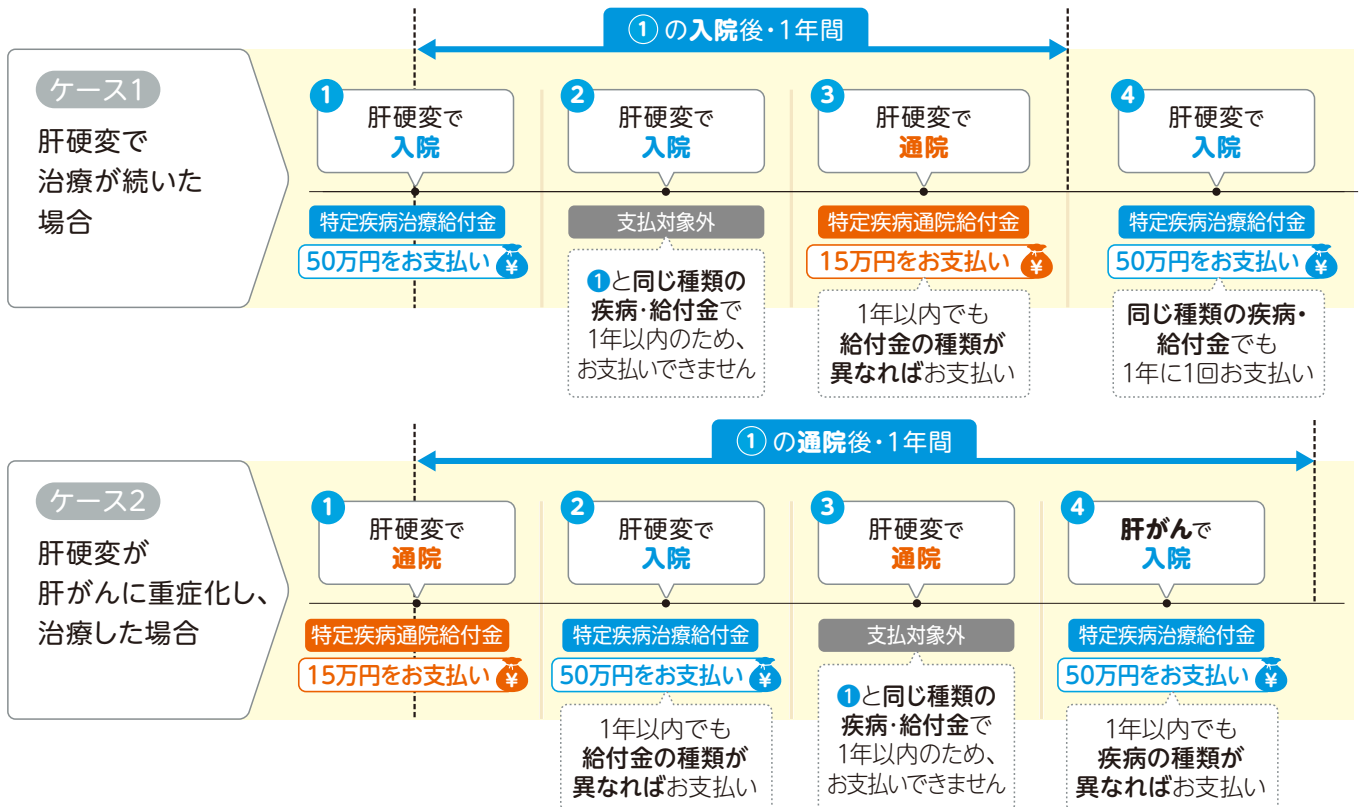 ①の入院後・1年間
ケース1
肝硬変で
治療が続いた
場合
1
肝硬変で
入院
特定疾病治療給付金
50万円をお支払い ¥
2
肝硬変で
入院
支払対象外
❶と同じ種類の
疾病・給付金で
1年以内のため、
お支払いできません
3
肝硬変で
通院
特定疾病通院給付金
15万円をお支払い ¥
1年以内でも
給付金の種類が
異なればお支払い
4
肝硬変で
入院
特定疾病治療給付金
50万円をお支払い ¥
同じ種類の疾病・
給付金でも
1年に1回お支払い
①の通院後・1年間
ケース2
肝硬変が
肝がんに重症化し、
治療した場合
1
肝硬変で
通院
特定疾病通院給付金
15万円をお支払い ¥
2
肝硬変で
入院
特定疾病治療給付金
50万円をお支払い ¥
1年以内でも
給付金の種類が
異なればお支払い
3
肝硬変で
通院
支払対象外
❶と同じ種類の
疾病・給付金で
1年以内のため、
お支払いできません
4
肝がんで
入院
特定疾病治療給付金
50万円をお支払い ¥
1年以内でも
疾病の種類が
異なればお支払い